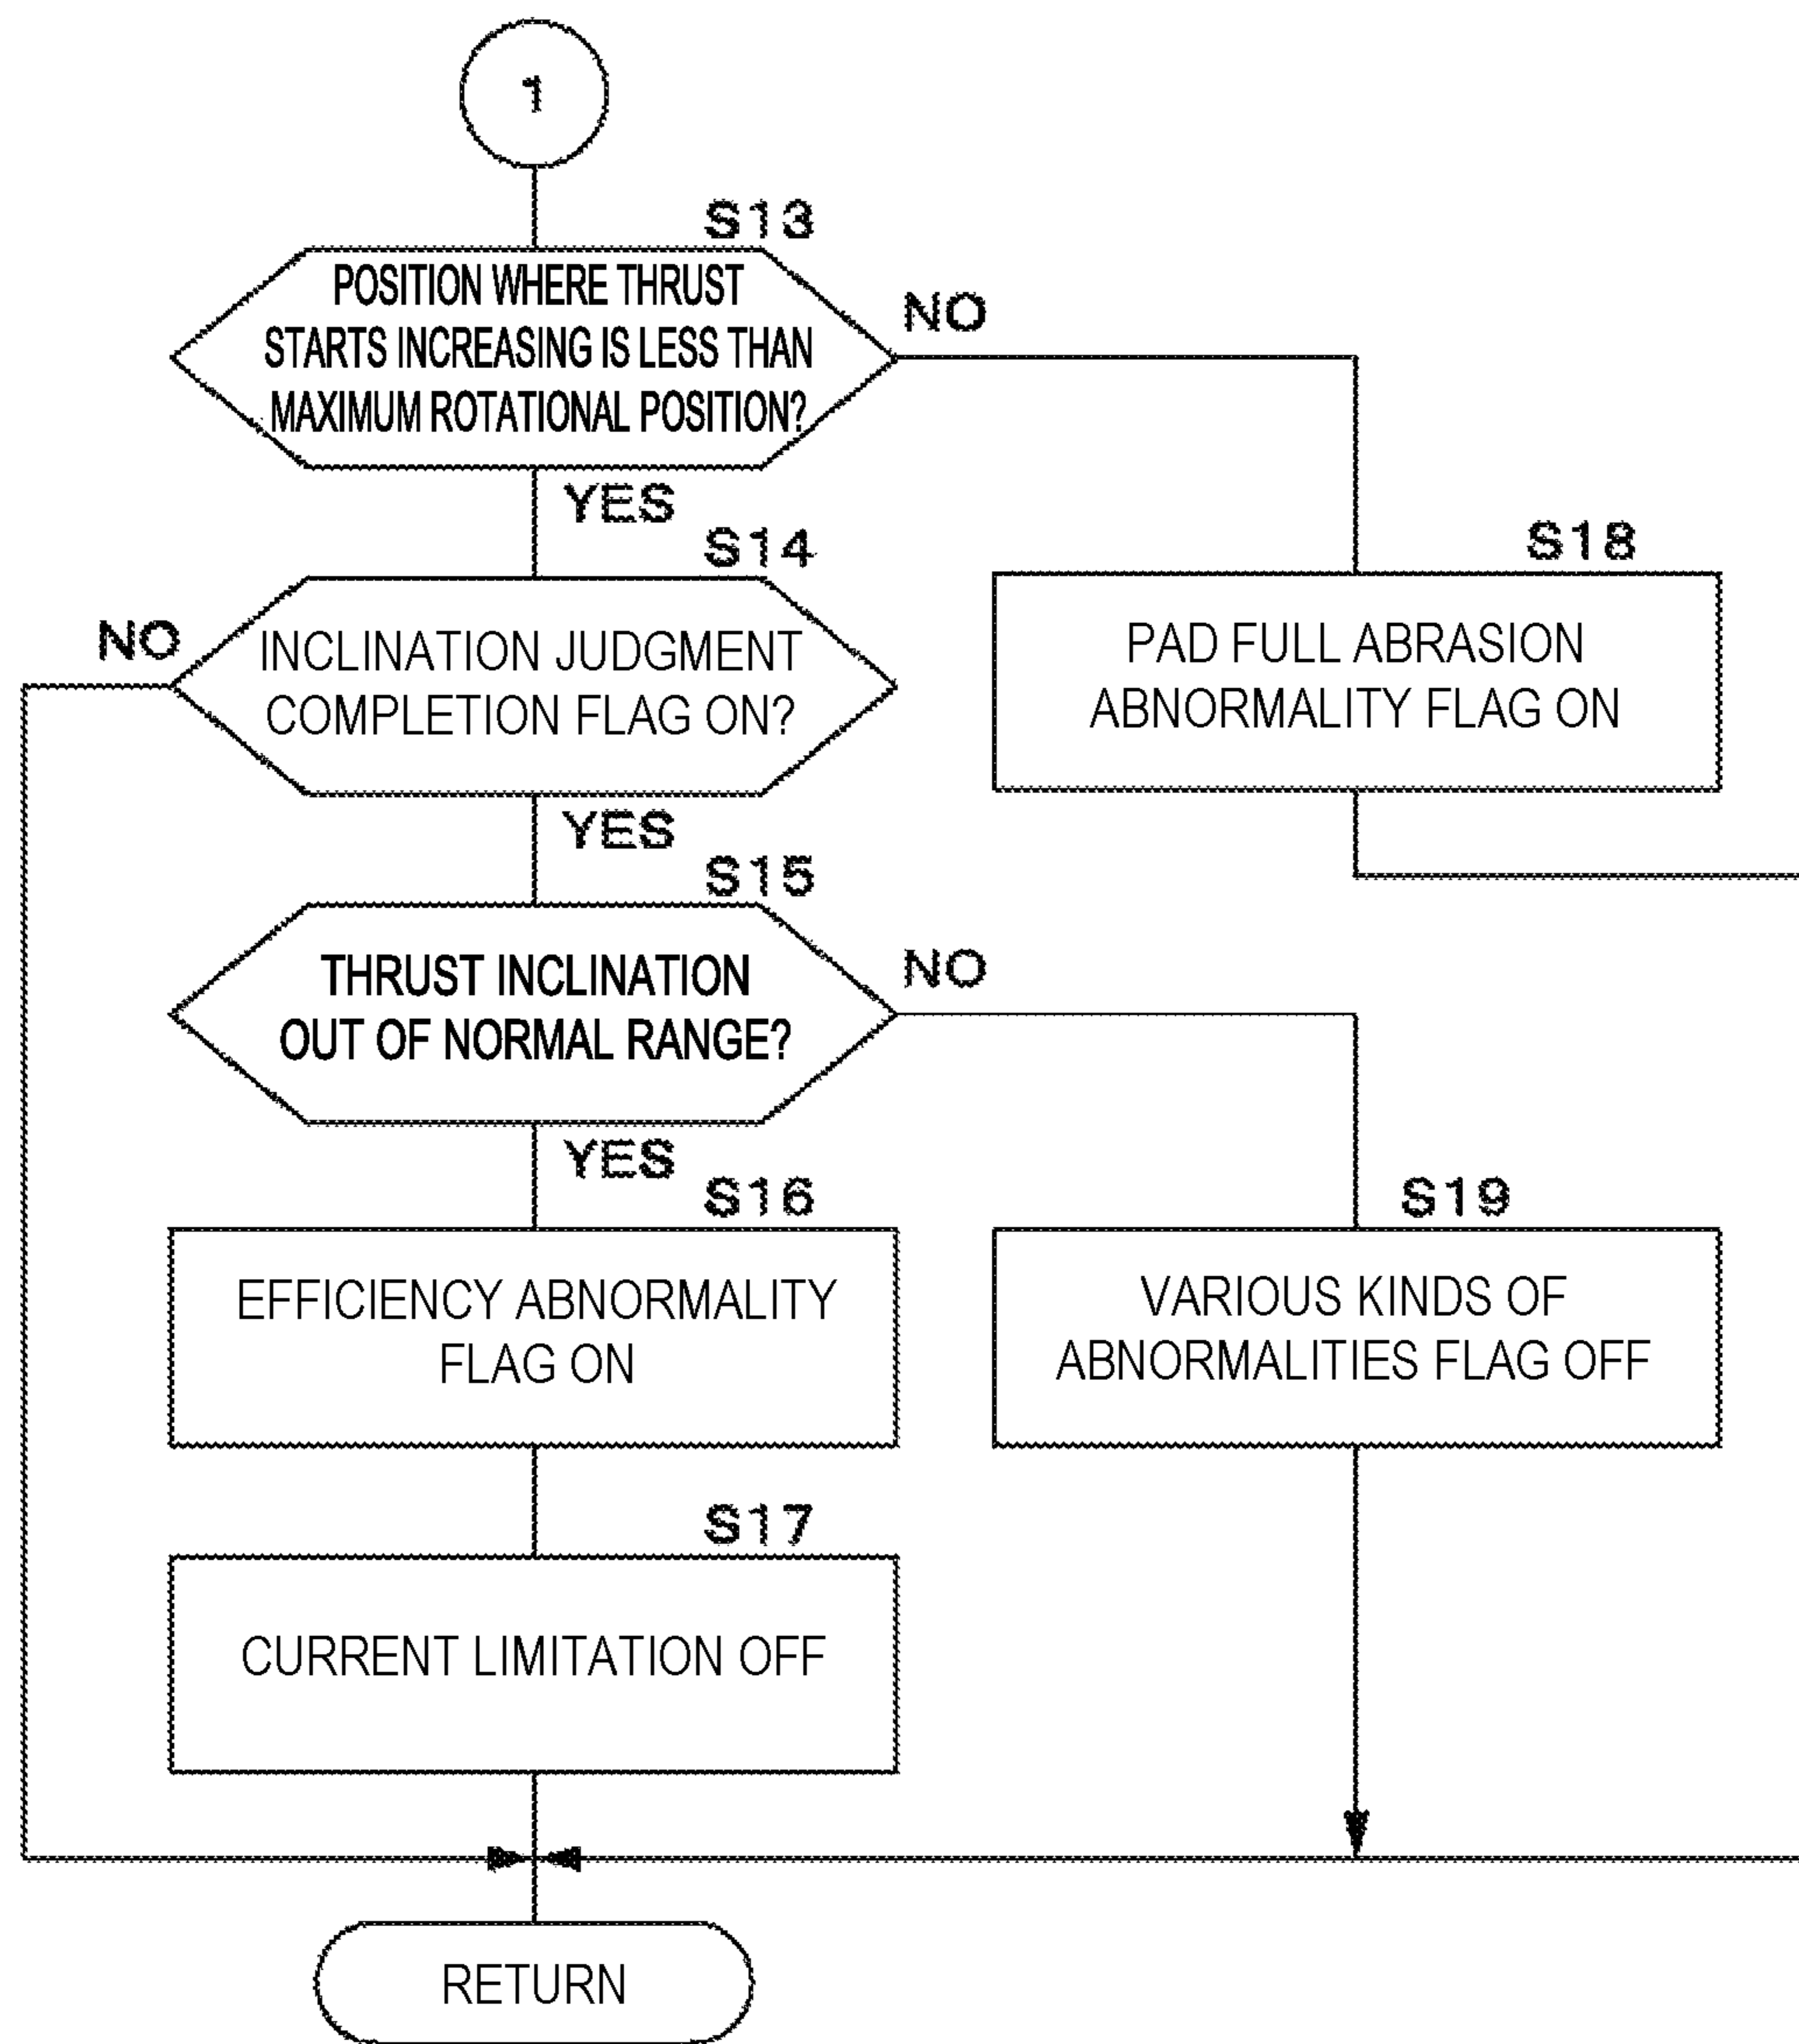 1
S13
POSITION WHERE THRUST
STARTS INCREASING IS LESS THAN
MAXIMUM ROTATIONAL POSITION?
NO
YES
S14
NO
INCLINATION JUDGMENT
COMPLETION FLAG ON?
S18
PAD FULL ABRASION
ABNORMALITY FLAG ON
YES
S15
THRUST INCLINATION
OUT OF NORMAL RANGE?
NO
YES
S16
EFFICIENCY ABNORMALITY
FLAG ON
S19
VARIOUS KINDS OF
ABNORMALITIES FLAG OFF
S17
CURRENT LIMITATION OFF
RETURN